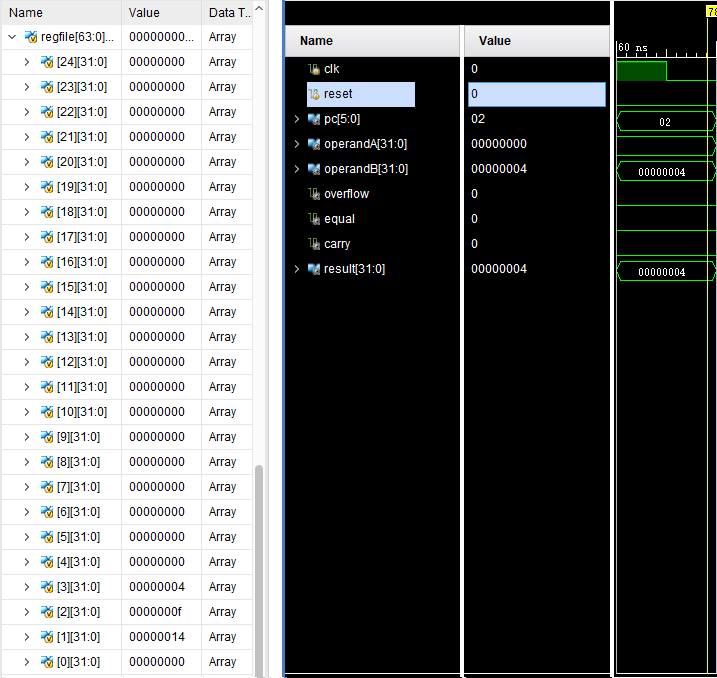 Name Value Data T...
regfile[63:0]... 00000000... Array
[24][31:0] 00000000 Array
[23][31:0] 00000000 Array
[22][31:0] 00000000 Array
[21][31:0] 00000000 Array
[20][31:0] 00000000 Array
[19][31:0] 00000000 Array
[18][31:0] 00000000 Array
[17][31:0] 00000000 Array
[16][31:0] 00000000 Array
[15][31:0] 00000000 Array
[14][31:0] 00000000 Array
[13][31:0] 00000000 Array
[12][31:0] 00000000 Array
[11][31:0] 00000000 Array
[10][31:0] 00000000 Array
[9][31:0] 00000000 Array
[8][31:0] 00000000 Array
[7][31:0] 00000000 Array
[6][31:0] 00000000 Array
[5][31:0] 00000000 Array
[4][31:0] 00000000 Array
[3][31:0] 00000004 Array
[2][31:0] 0000000f Array
[1][31:0] 00000014 Array
[0][31:0] 00000000 Array
Name Value
clk 0
reset 0
pc[5:0] 02
operandA[31:0] 00000000
operandB[31:0] 00000004
overflow 0
equal 0
carry 0
result[31:0] 00000004
78
60 ns
02
00000004
00000004